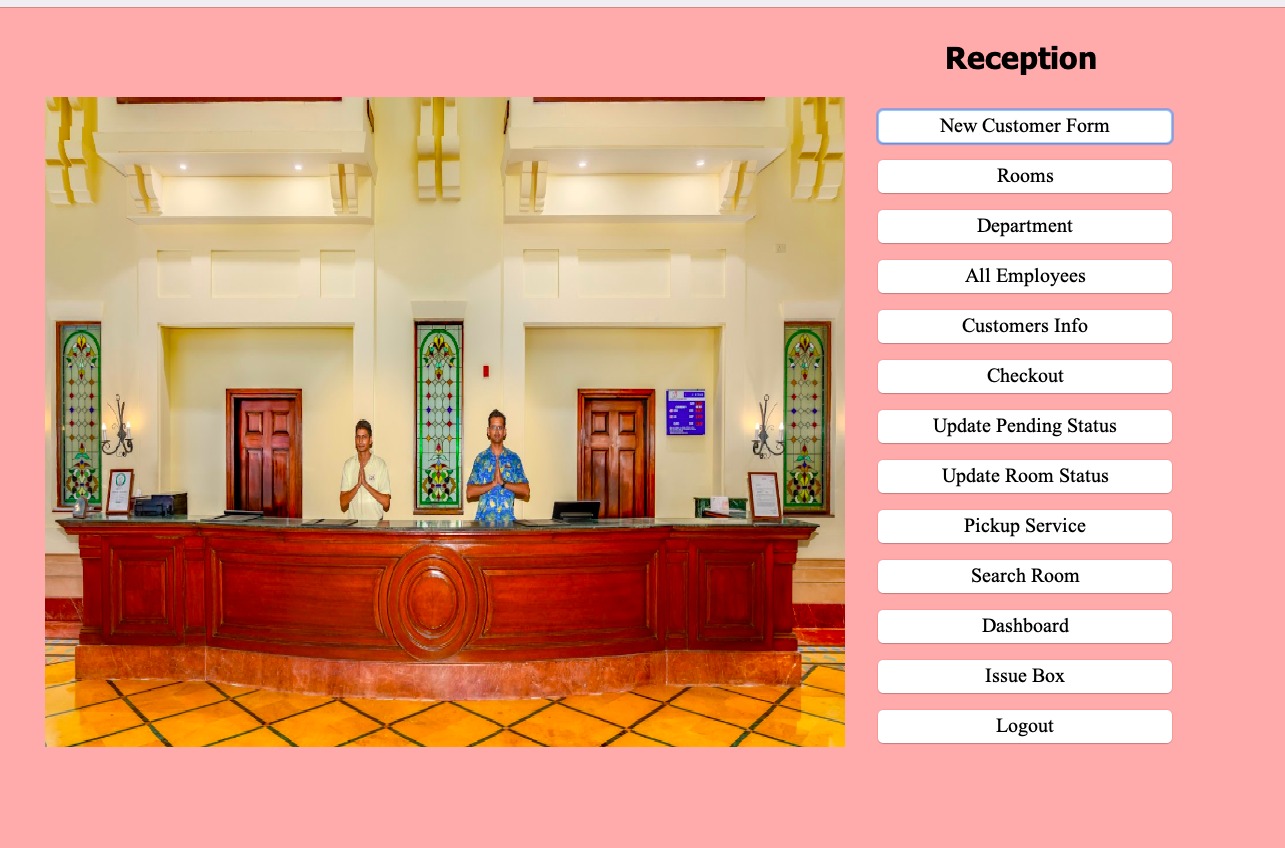 Reception
New Customer Form
Rooms
Department
All Employees
Customers Info
Checkout
Update Pending Status
Update Room Status
Pickup Service
Search Room
Dashboard
Issue Box
Logout